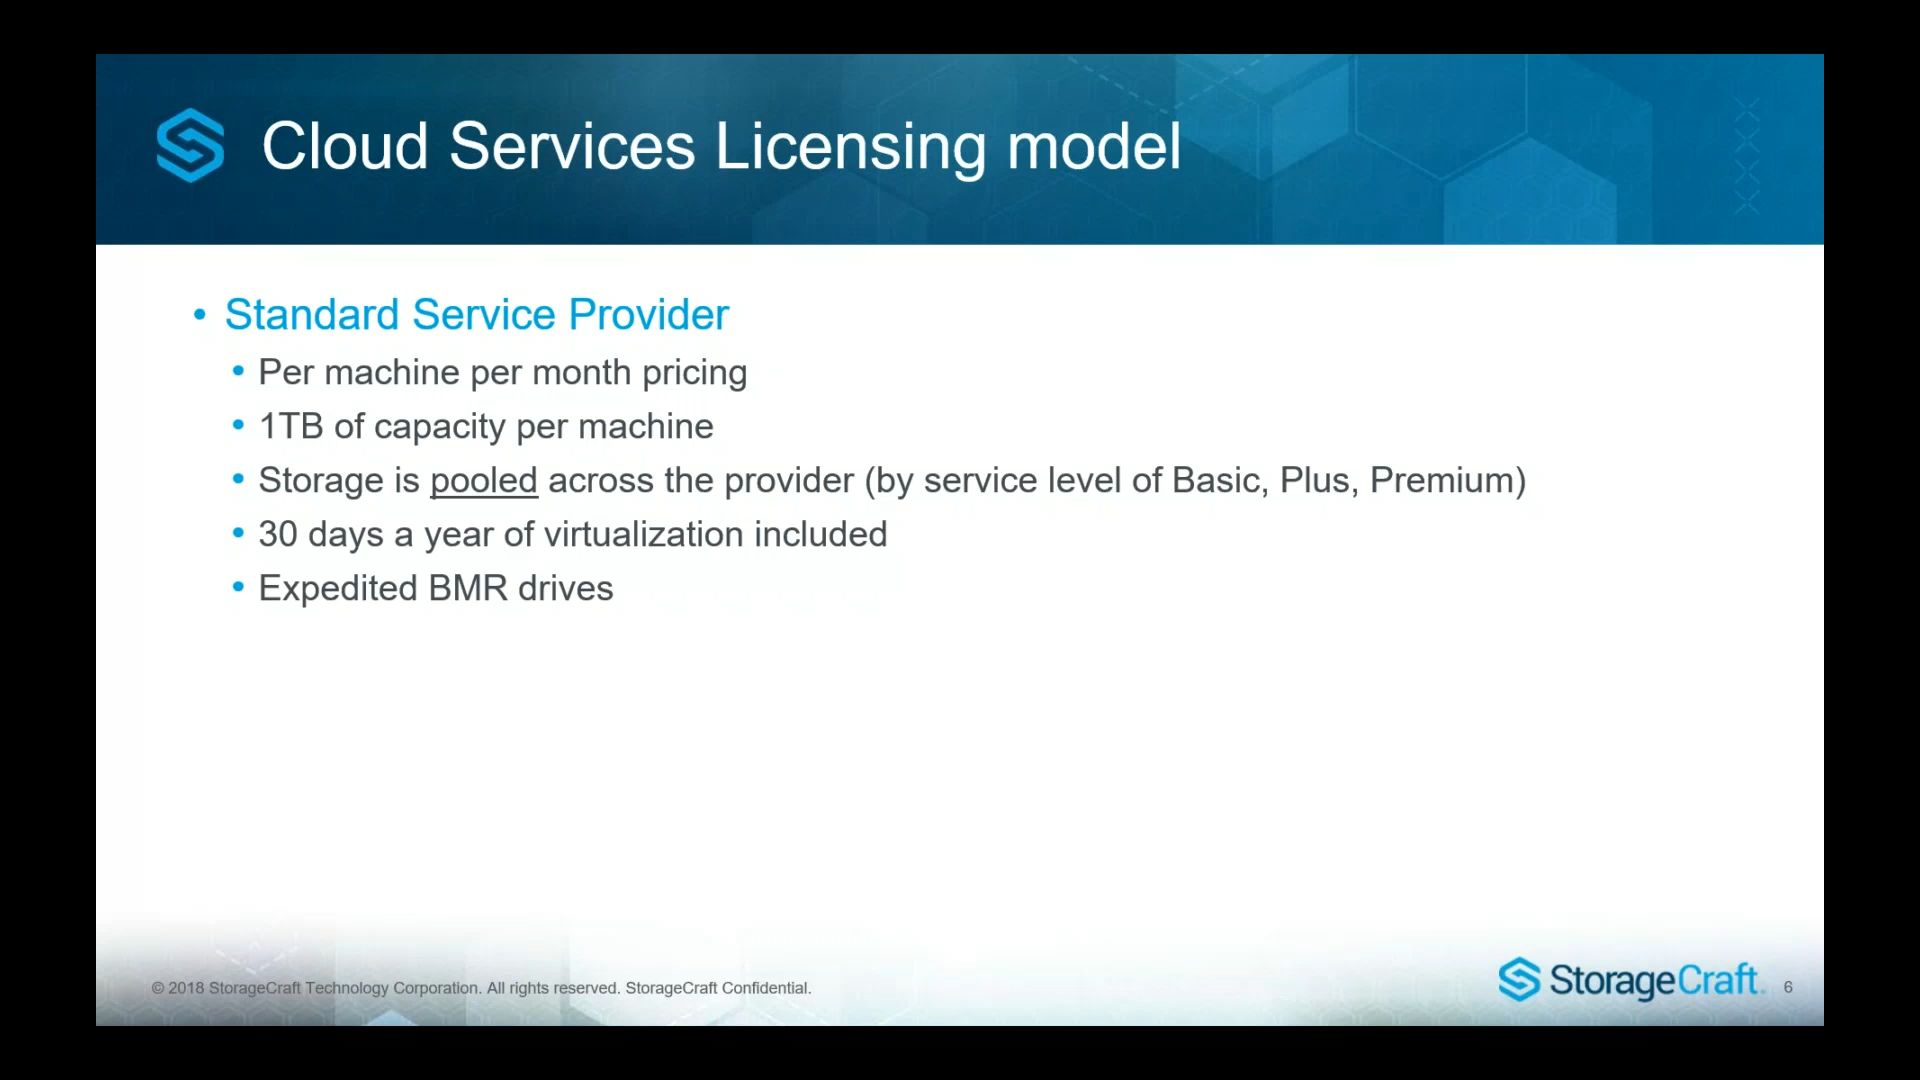 Cloud Services Licensing model
• Standard Service Provider
• Per machine per month pricing
• 1TB of capacity per machine
• Storage is pooled across the provider (by service level of Basic, Plus, Premium)
• 30 days a year of virtualization included
• Expedited BMR drives
© 2018 StorageCraft Technology Corporation. All rights reserved. StorageCraft Confidential.
StorageCraft
6